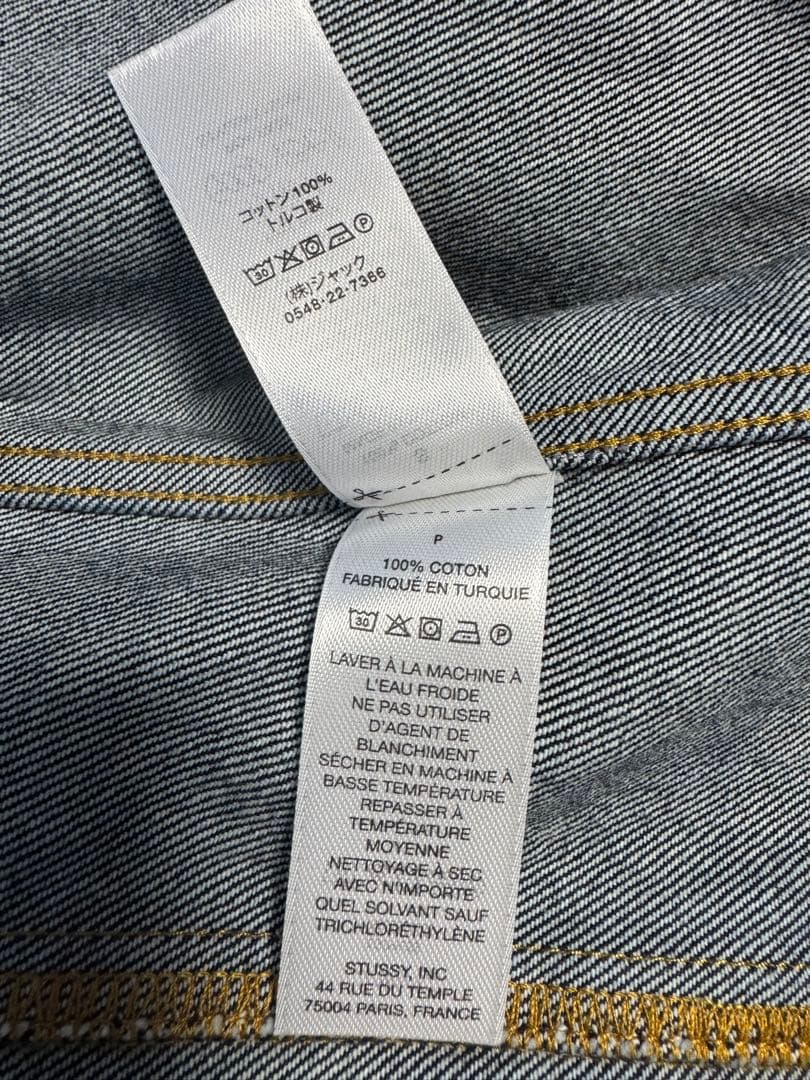 コットン100%
トルコ製
30
P
(株)ジャック
0548-22-7366
P
100% COTON
FABRIQUÉ EN TURQUIE
30
P
LAVER À LA MACHINE À
L'EAU FROIDE
NE PAS UTILISER
D'AGENT DE
BLANCHIMENT
SÉCHER EN MACHINE À
BASSE TEMPÉRATURE
REPASSER À
TEMPÉRATURE
MOYENNE
NETTOYAGE À SEC
AVEC N'IMPORTE
QUEL SOLVANT SAUF
TRICHLORÉTHYLÈNE
STUSSY, INC
44 RUE DU TEMPLE
75004 PARIS, FRANCE